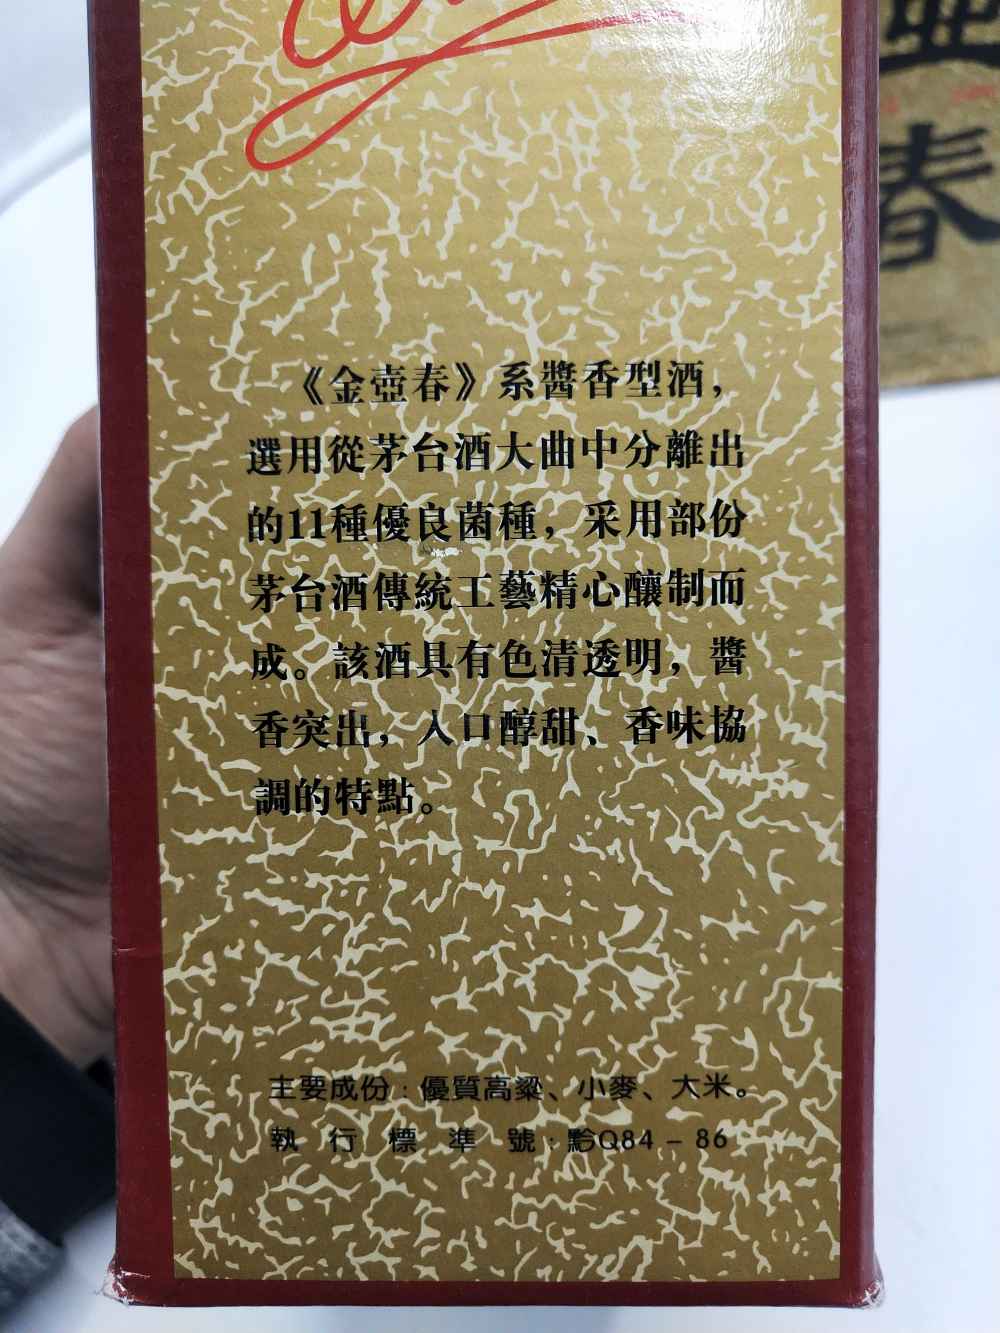 《金壺春》系醬香型酒，
選用從茅台酒大曲中分離出
的11種優良菌種，采用部份
茅台酒傳統工藝精心釀制而
成。該酒具有色清透明，醬
香突出，入口醇甜、香味協
調的特點。
主要成份：優質高粱、小麥、大米。
執行標準號：黔Q84－86
春